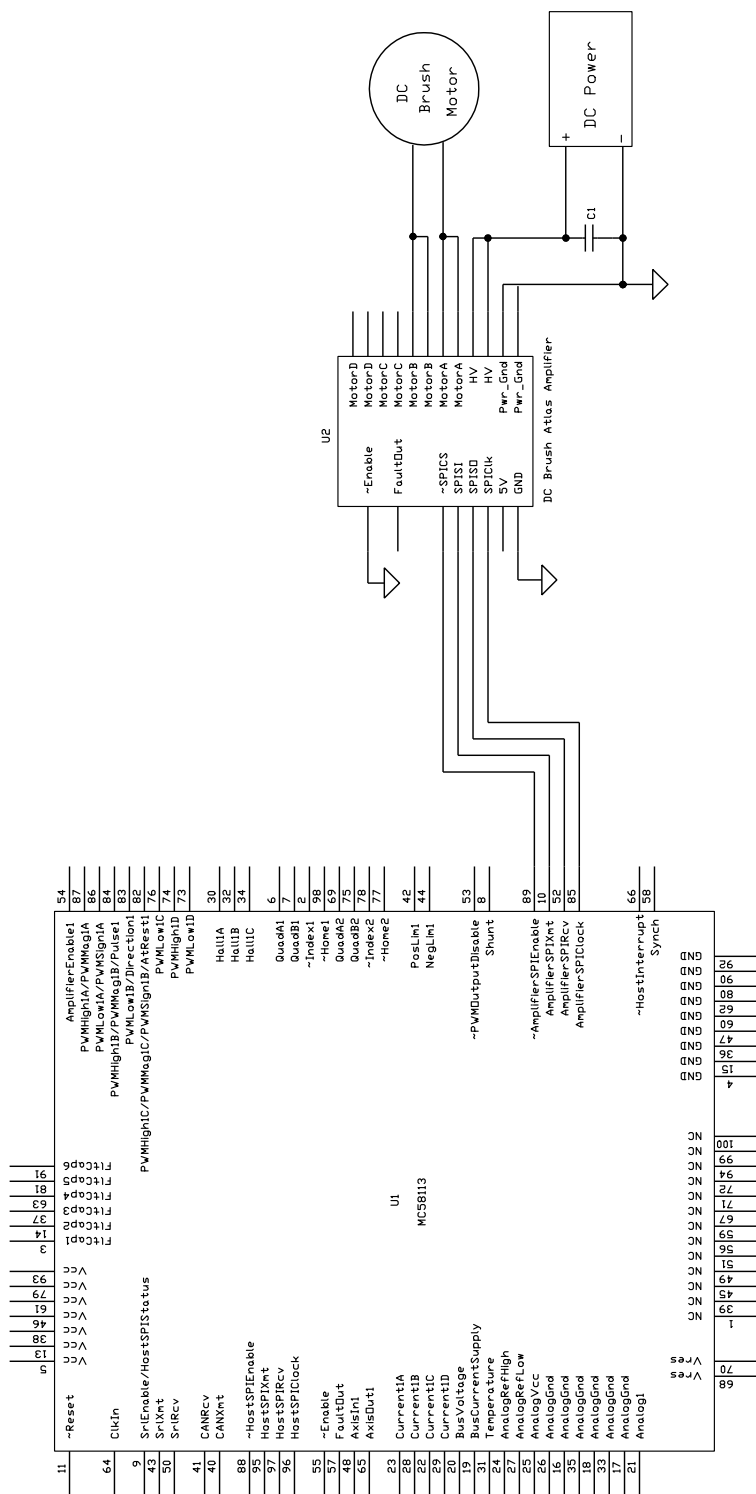 5 Vcc
13 Vcc
38 Vcc
46 Vcc
61 Vcc
79 Vcc
93 Vcc
3 FltCap1
14 FltCap2
37 FltCap3
63 FltCap4
81 FltCap5
91 FltCap6
11 ~Reset
64 ClkIn
9 SrlEnable/HostSPIStatus
43 SrlXmt
50 SrlRcv
41 CANRcv
40 CANXmt
88 ~HostSPIEnable
95 HostSPIXmt
97 HostSPIRcv
96 HostSPIClock
55 ~Enable
57 FaultOut
48 AxisIn1
65 AxisOut1
23 Current1A
28 Current1B
22 Current1C
29 Current1D
20 BusVoltage
19 BusCurrentSupply
31 Temperature
24 AnalogRefHigh
27 AnalogRefLow
25 AnalogVcc
26 AnalogGnd
16 AnalogGnd
35 AnalogGnd
18 AnalogGnd
33 AnalogGnd
17 AnalogGnd
21 Analog1
U1
MC58113
AmplifierEnable1 54
PWMHigh1A/PWMMag1A 87
PWMLow1A/PWMSign1A 86
PWMHigh1B/PWMMag1B/Pulse1 84
PWMLow1B/Direction1 83
PWMHigh1C/PWMMag1C/PWMSign1B/AtRest1 82
PWMLow1C 76
PWMHigh1D 74
PWMLow1D 73
Hall1A 30
Hall1B 32
Hall1C 34
QuadA1 6
QuadB1 7
~Index1 2
~Home1 98
QuadA2 69
QuadB2 75
~Index2 78
~Home2 77
PosLim1 42
NegLim1 44
~PWMOutputDisable 53
Shunt 8
~AmplifierSPIEnable 89
AmplifierSPIXmt 10
AmplifierSPIRcv 52
AmplifierSPIClock 85
~HostInterrupt 66
Synch 58
68 Vres
70 Vres
1 NC
39 NC
45 NC
49 NC
51 NC
56 NC
59 NC
67 NC
71 NC
72 NC
94 NC
99 NC
100 NC
4 GND
15 GND
36 GND
47 GND
60 GND
62 GND
80 GND
90 GND
92 GND
U2
~Enable
FaultOut
~SPICS
SPISI
SPISO
SPIClk
5V
GND
MotorD
MotorD
MotorC
MotorC
MotorB
MotorB
MotorA
MotorA
HV
HV
Pwr_Gnd
Pwr_Gnd
DC Brush Atlas Amplifier
DC
Brush
Motor
C1
+
DC Power
-